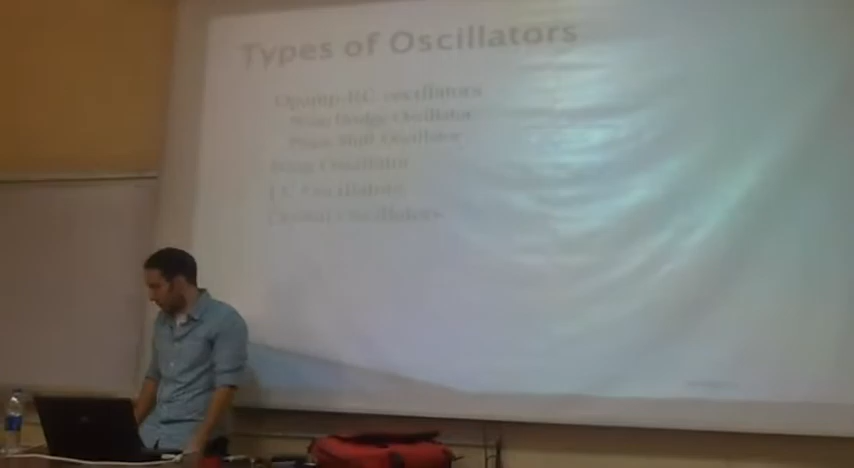 Types of Oscillators
Opamp-RC oscillators
Wien Bridge Oscillator
Phase Shift Oscillator
Ring Oscillator
LC Oscillators
Crystal Oscillators